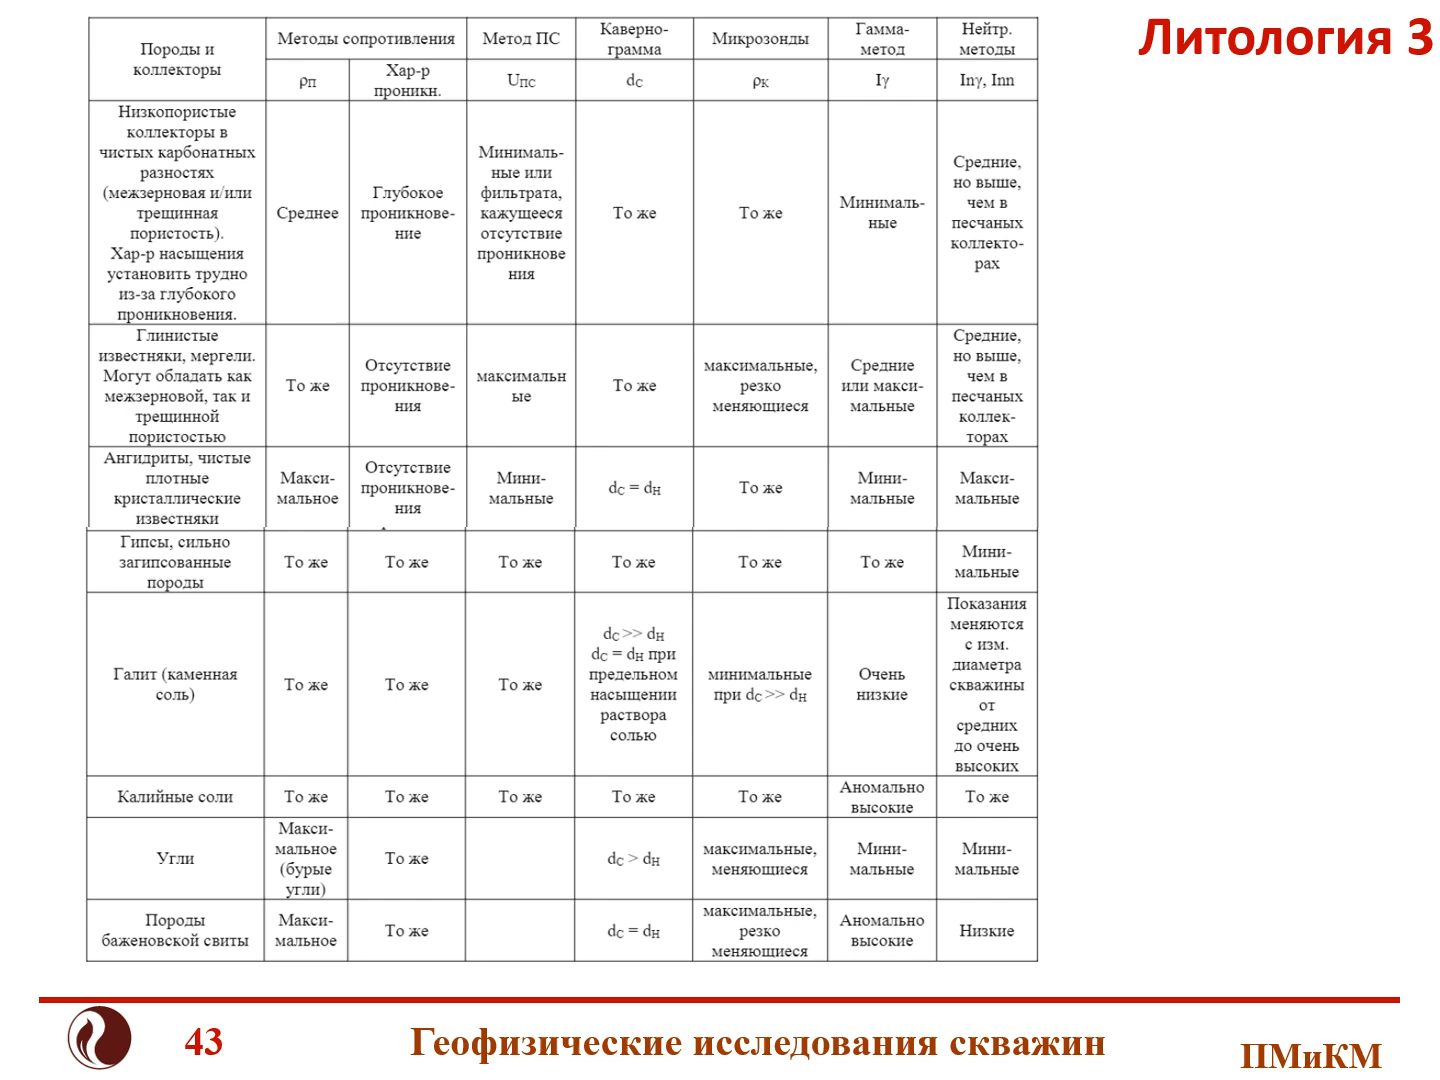 Литология 3
Породы и
коллекторы
Методы сопротивления
Метод ПС
Каверно-
грамма
Микрозонды
Гамма-
метод
Нейтр.
методы
ρП
Хар-р
проникн.
UПС
dС
ρК
Iγ
Inγ, Inn
Низкопористые
коллекторы в
чистых карбонатных
разностях
(межзерновая и/или
трещинная
пористость).
Хар-р насыщения
установить трудно
из-за глубокого
проникновения.
Среднее
Глубокое
проникнове-
ние
Минималь-
ные или
фильтрата,
кажущееся
отсутствие
проникнове
ния
То же
То же
Минималь-
ные
Средние,
но выше,
чем в
песчаных
коллекто-
рах
Глинистые
известняки, мергели.
Могут обладать как
межзерновой, так и
трещинной
пористостью
То же
Отсутствие
проникнове-
ния
максимальн
ые
То же
максимальные,
резко
меняющиеся
Средние
или макси-
мальные
Средние,
но выше,
чем в
песчаных
коллек-
торах
Ангидриты, чистые
плотные
кристаллические
известняки
Макси-
мальное
Отсутствие
проникнове-
ния
Мини-
мальные
dС = dН
То же
Мини-
мальные
Макси-
мальные
Гипсы, сильно
загипсованные
породы
То же
То же
То же
То же
То же
То же
Мини-
мальные
Галит (каменная
соль)
То же
То же
То же
dС >> dН
dС = dН при
предельном
насыщении
раствора
солью
минимальные
при dС >> dН
Очень
низкие
Показания
меняются
с изм.
диаметра
скважины
от
средних
до очень
высоких
Калийные соли
То же
То же
То же
То же
То же
Аномально
высокие
То же
Угли
Макси-
мальное
(бурые
угли)
То же
dС > dН
максимальные,
меняющиеся
Мини-
мальные
Мини-
мальные
Породы
баженовской свиты
Макси-
мальное
То же
dС = dН
максимальные,
резко
меняющиеся
Аномально
высокие
Низкие
43
Геофизические исследования скважин
ПМиКМ